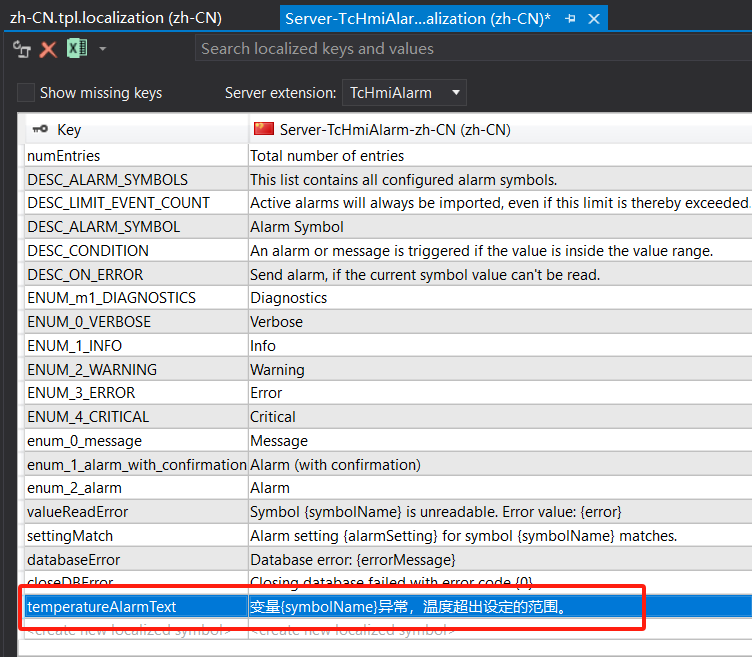 zh-CN.tpl.localization (zh-CN)
Server-TcHmiAlar...alization (zh-CN)*
Search localized keys and values
Show missing keys
Server extension: TcHmiAlarm
Key Server-TcHmiAlarm-zh-CN (zh-CN)
numEntries Total number of entries
DESC_ALARM_SYMBOLS This list contains all configured alarm symbols.
DESC_LIMIT_EVENT_COUNT Active alarms will always be imported, even if this limit is thereby exceeded.
DESC_ALARM_SYMBOL Alarm Symbol
DESC_CONDITION An alarm or message is triggered if the value is inside the value range.
DESC_ON_ERROR Send alarm, if the current symbol value can't be read.
ENUM_m1_DIAGNOSTICS Diagnostics
ENUM_0_VERBOSE Verbose
ENUM_1_INFO Info
ENUM_2_WARNING Warning
ENUM_3_ERROR Error
ENUM_4_CRITICAL Critical
enum_0_message Message
enum_1_alarm_with_confirmation Alarm (with confirmation)
enum_2_alarm Alarm
valueReadError Symbol {symbolName} is unreadable. Error value: {error}
settingMatch Alarm setting {alarmSetting} for symbol {symbolName} matches.
databaseError Database error: {errorMessage}
closeDBError Closing database failed with error code {0}
temperatureAlarmText 变量{symbolName}异常，温度超出设定的范围。
<create new localized symbol> <create new localized symbol>